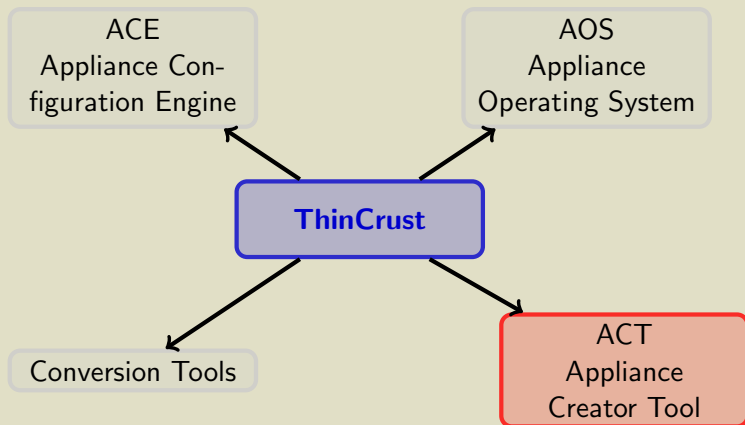 ACE
Appliance Con-
figuration Engine
AOS
Appliance
Operating System
ThinCrust
Conversion Tools
ACT
Appliance
Creator Tool